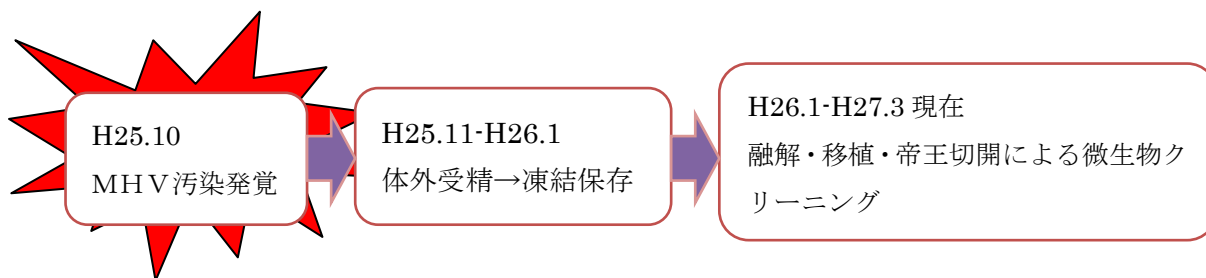 H25.10
ＭＨＶ汚染発覚
H25.11-H26.1
体外受精→凍結保存
H26.1-H27.3 現在
融解・移植・帝王切開による微生物ク
リーニング